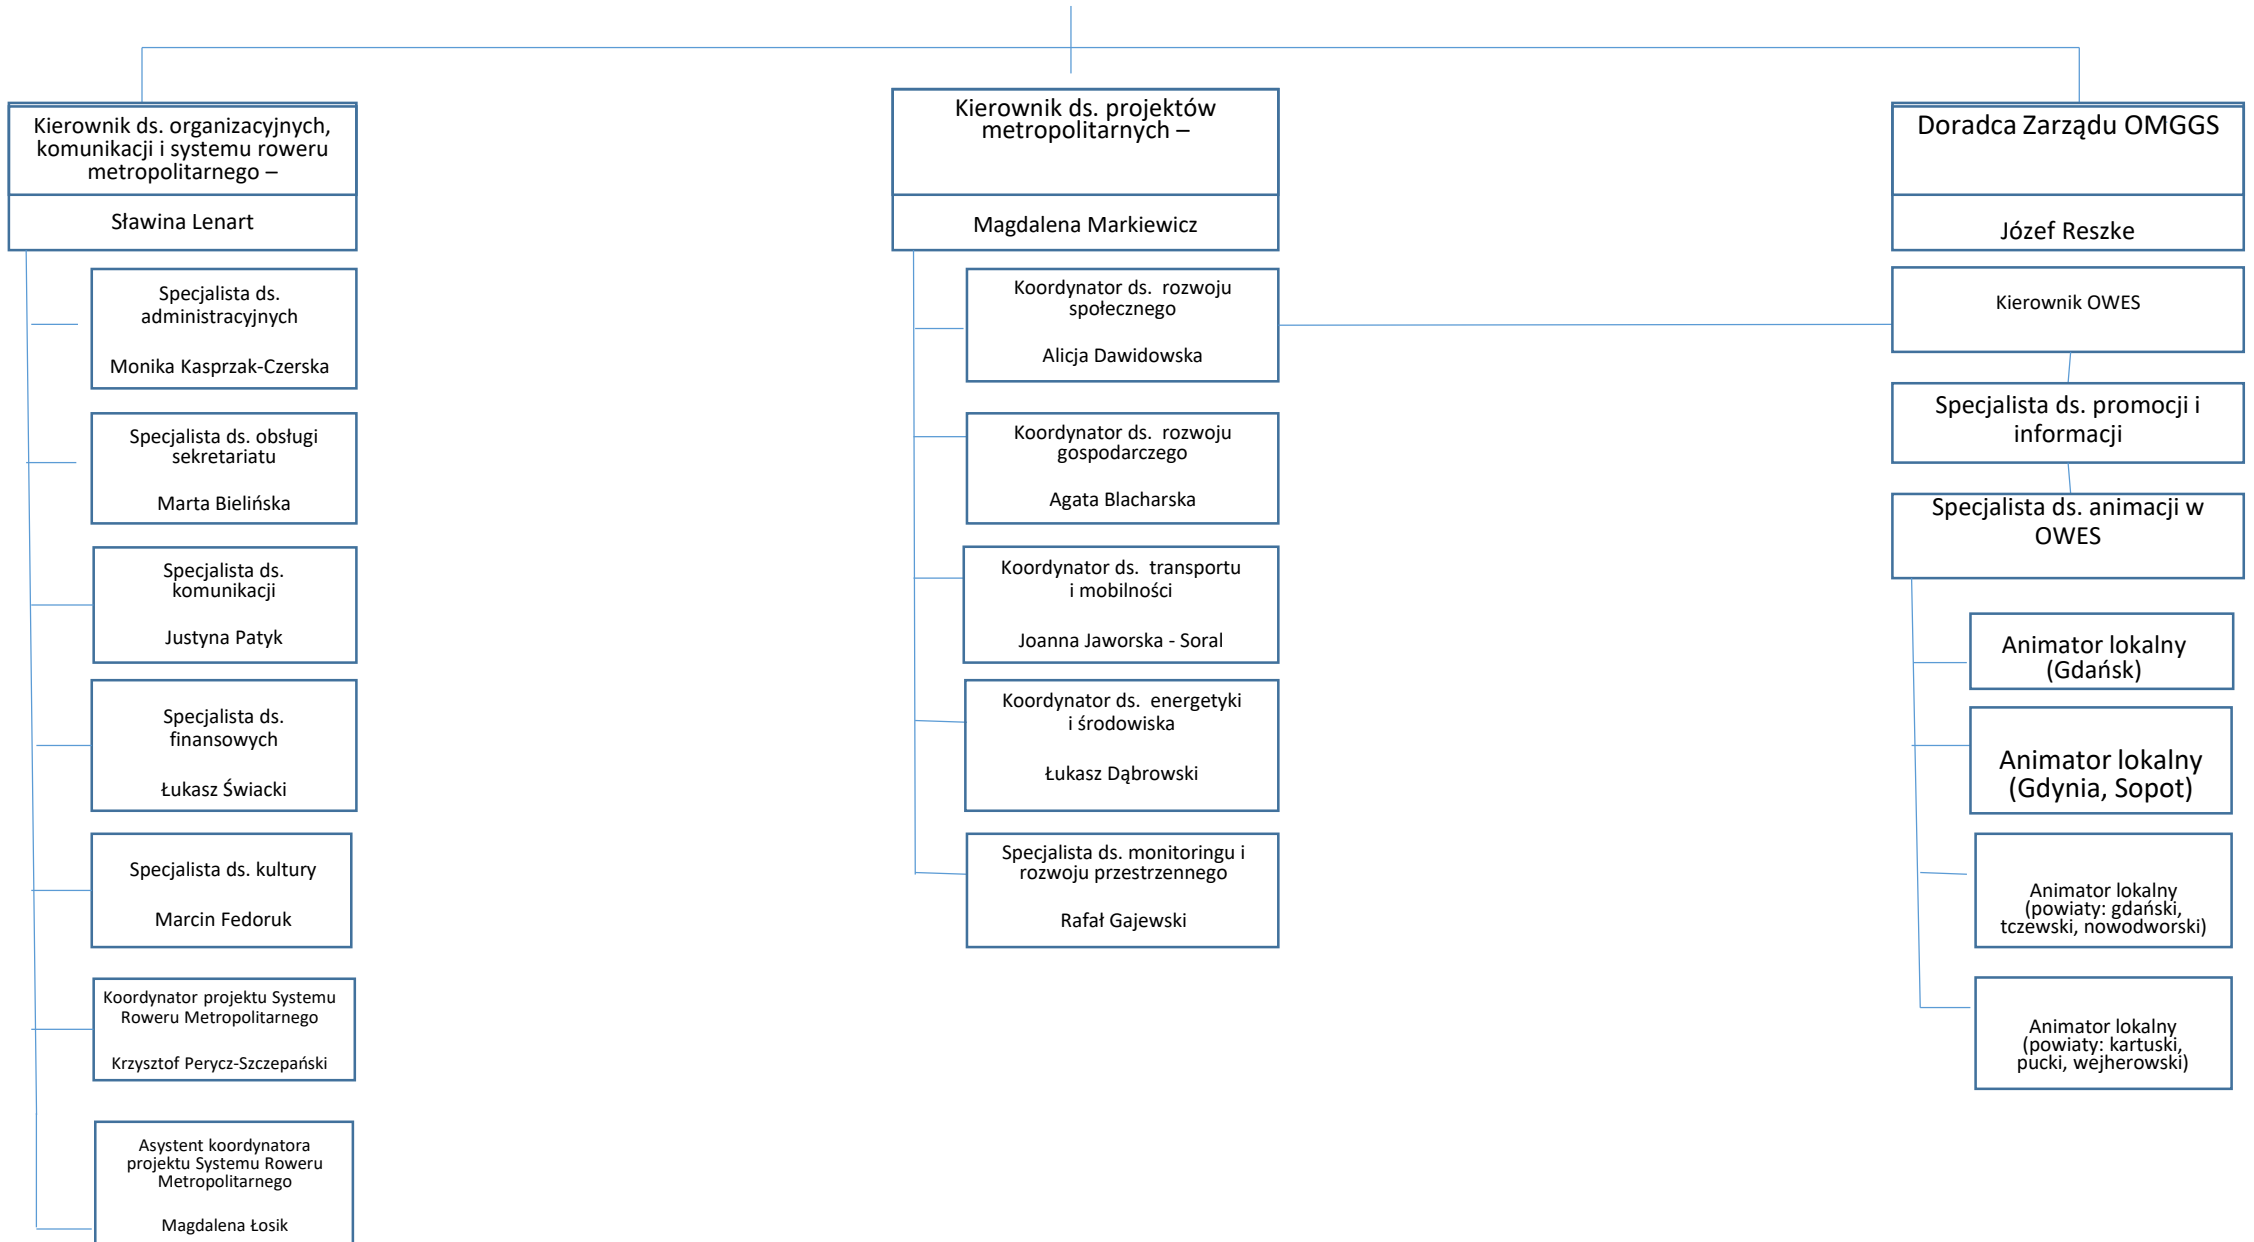 Kierownik ds. organizacyjnych,
komunikacji i systemu roweru
metropolitarnego –
Sławina Lenart
Specjalista ds.
administracyjnych
Monika Kasprzak-Czerska
Specjalista ds. obsługi
sekretariatu
Marta Bielińska
Specjalista ds.
komunikacji
Justyna Patyk
Specjalista ds.
finansowych
Łukasz Świacki
Specjalista ds. kultury
Marcin Fedoruk
Koordynator projektu Systemu
Roweru Metropolitarnego
Krzysztof Perycz-Szczepański
Asystent koordynatora
projektu Systemu Roweru
Metropolitarnego
Magdalena Łosik
Kierownik ds. projektów
metropolitarnych –
Magdalena Markiewicz
Koordynator ds. rozwoju
społecznego
Alicja Dawidowska
Koordynator ds. rozwoju
gospodarczego
Agata Blacharska
Koordynator ds. transportu
i mobilności
Joanna Jaworska - Soral
Koordynator ds. energetyki
i środowiska
Łukasz Dąbrowski
Specjalista ds. monitoringu i
rozwoju przestrzennego
Rafał Gajewski
Doradca Zarządu OMGGS
Józef Reszke
Kierownik OWES
Specjalista ds. promocji i
informacji
Specjalista ds. animacji w
OWES
Animator lokalny
(Gdańsk)
Animator lokalny
(Gdynia, Sopot)
Animator lokalny
(powiaty: gdański,
tczewski, nowodworski)
Animator lokalny
(powiaty: kartuski,
pucki, wejherowski)